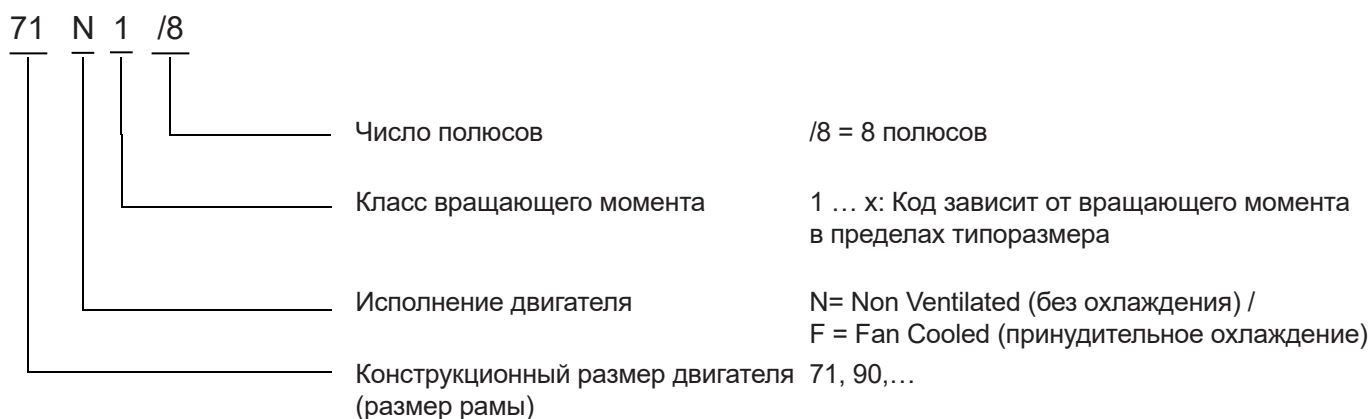 71 N 1 /8
Число полюсов /8 = 8 полюсов
Класс вращающего момента 1 … x: Код зависит от вращающего момента
в пределах типоразмера
Исполнение двигателя N= Non Ventilated (без охлаждения) /
F = Fan Cooled (принудительное охлаждение)
Конструкционный размер двигателя 71, 90,…
(размер рамы)